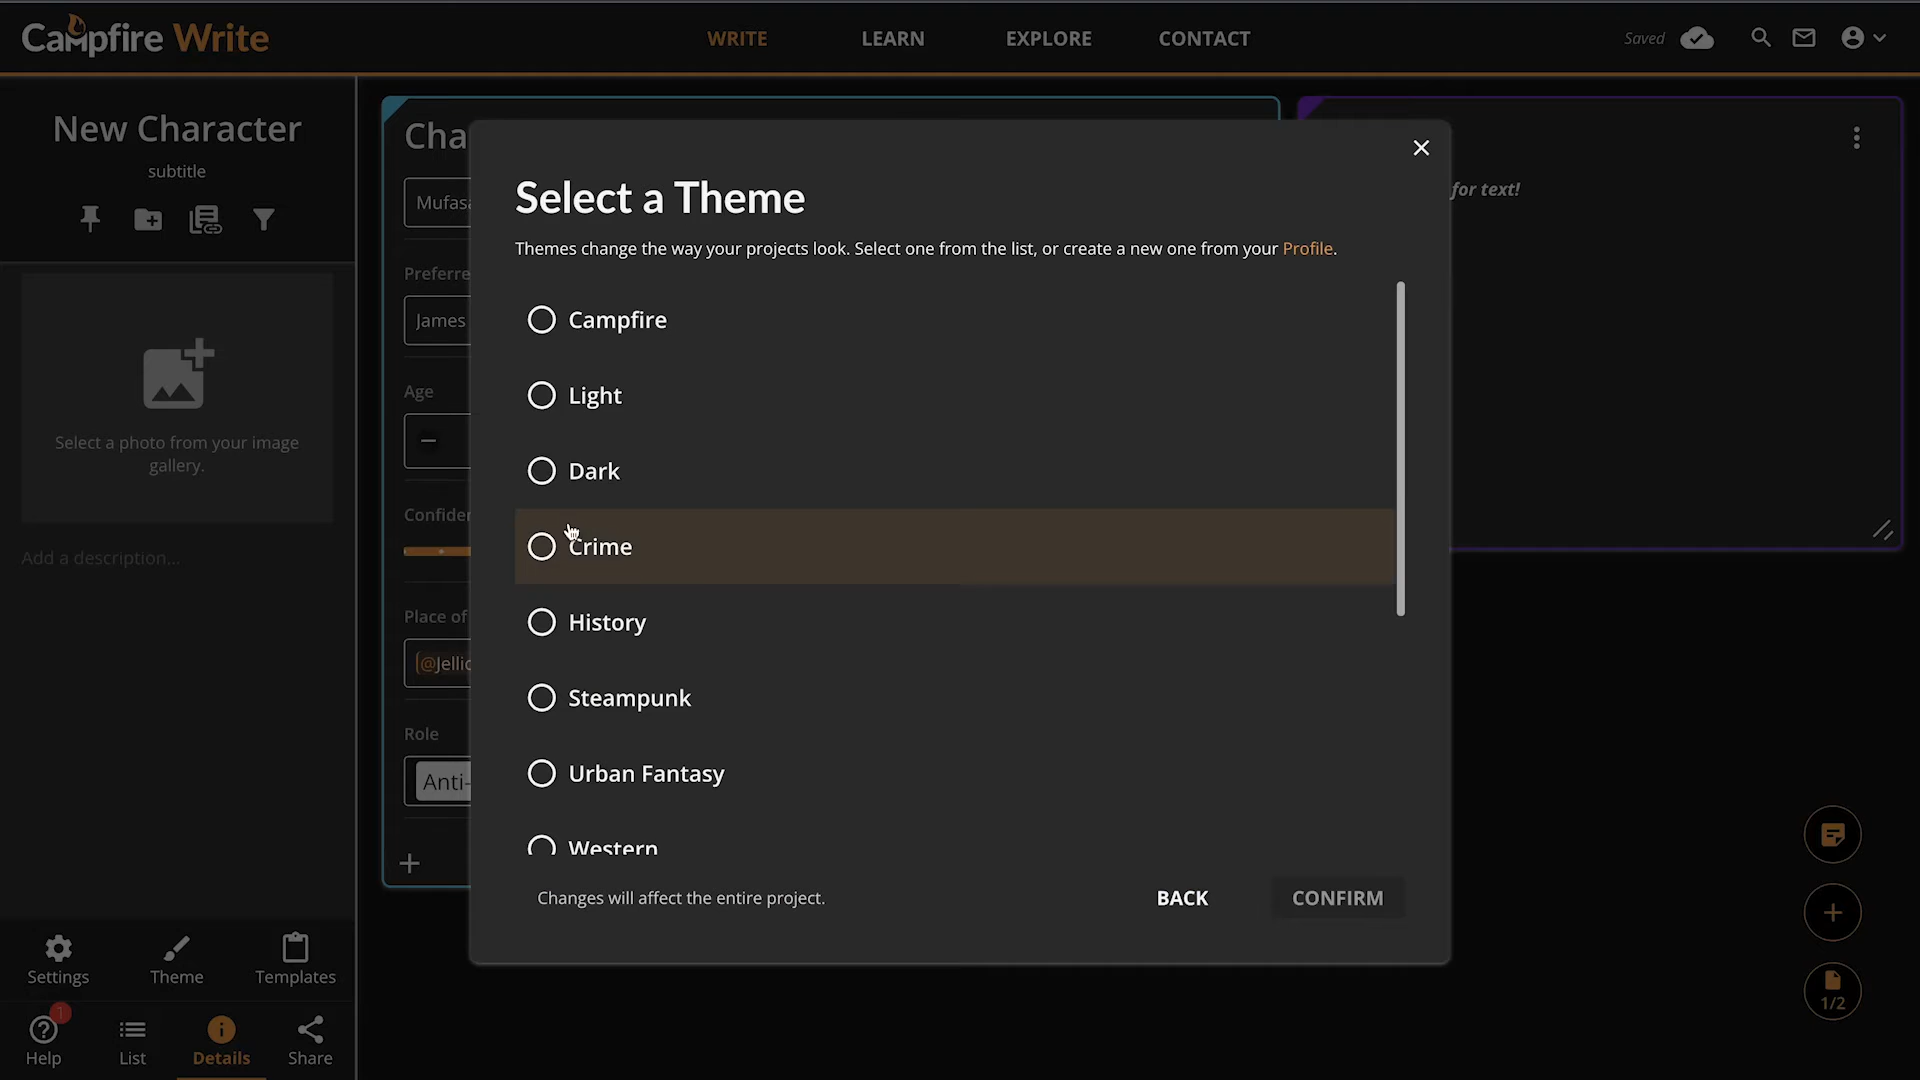 Campfire Write
WRITE
LEARN
EXPLORE
CONTACT
Saved
New Character
subtitle
Select a photo from your image
gallery.
Add a description...
Cha
Mufasa
Preferre
James
Age
Confider
Place of
@Jellic
Role
Anti-
for text!
Select a Theme
Themes change the way your projects look. Select one from the list, or create a new one from your Profile.
Campfire
Light
Dark
Crime
History
Steampunk
Urban Fantasy
Western
Changes will affect the entire project.
BACK
CONFIRM
Settings
Theme
Templates
1
Help
List
Details
Share
1/2